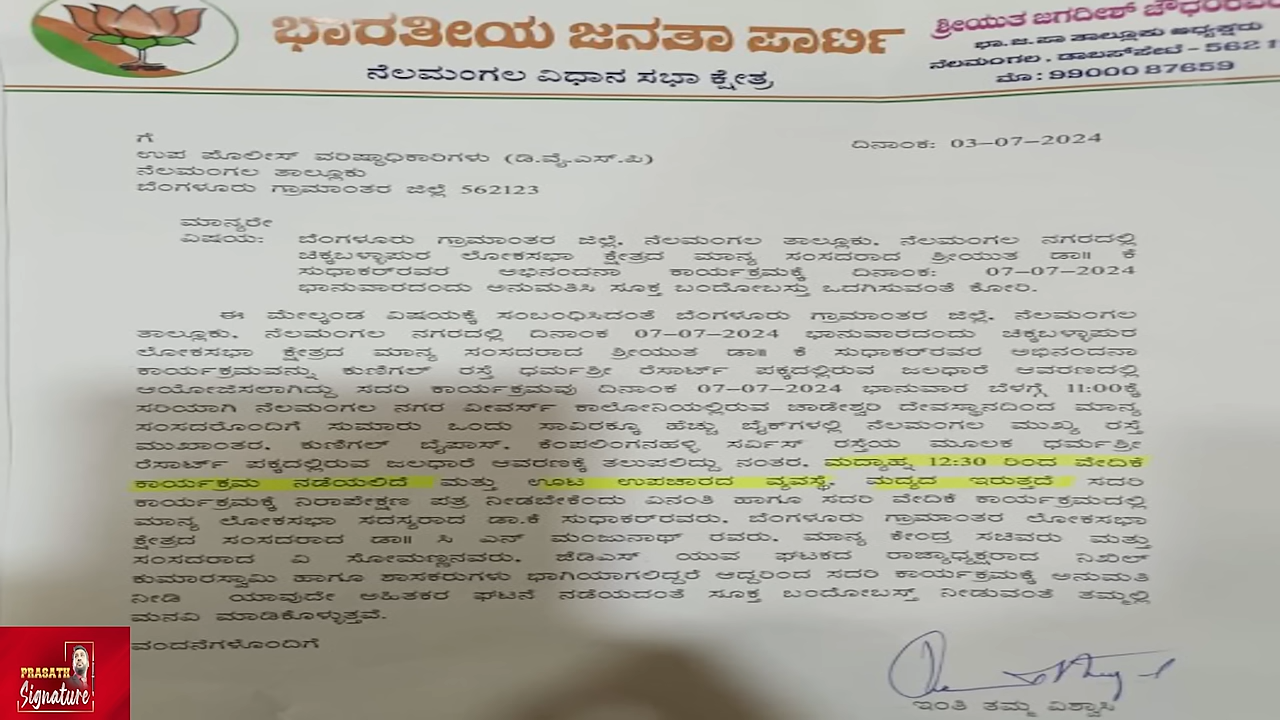 ಭಾರತೀಯ ಜನತಾ ಪಾರ್ಟಿ
ನೆಲಮಂಗಲ ವಿಧಾನ ಸಭಾ ಕ್ಷೇತ್ರ
ಶ್ರೀಯುತ ಜಗದೀಶ್ ಚೌಧರಿ
ಭಾ.ಜ.ಪಾ ತಾಲ್ಲೂಕು ಅಧ್ಯಕ್ಷರು
ನೆಲಮಂಗಲ. ಡಾಬಸ್‌ಪೇಟೆ - 5621
ಮೊ : 99000 87659
ಗೆ
ದಿನಾಂಕ: 03-07-2024
ಉಪ ಪೊಲೀಸ್ ವರಿಷ್ಠಾಧಿಕಾರಿಗಳು (ಡಿ.ವೈ.ಎಸ್.ಪಿ)
ನೆಲಮಂಗಲ ತಾಲ್ಲೂಕು
ಬೆಂಗಳೂರು ಗ್ರಾಮಾಂತರ ಜಿಲ್ಲೆ 562123
ಮಾನ್ಯರೇ
ವಿಷಯ: ಬೆಂಗಳೂರು ಗ್ರಾಮಾಂತರ ಜಿಲ್ಲೆ. ನೆಲಮಂಗಲ ತಾಲ್ಲೂಕು. ನೆಲಮಂಗಲ ನಗರದಲ್ಲಿ
ಚಿಕ್ಕಬಳ್ಳಾಪುರ ಲೋಕಸಭಾ ಕ್ಷೇತ್ರದ ಮಾನ್ಯ ಸಂಸದರಾದ ಶ್ರೀಯುತ ಡಾ॥ ಕೆ
ಸುಧಾಕರ್‌ರವರ ಅಭಿನಂದನಾ ಕಾರ್ಯಕ್ರಮಕ್ಕೆ ದಿನಾಂಕ: 07-07-2024
ಭಾನುವಾರದಂದು ಅನುಮತಿಸಿ ಸೂಕ್ತ ಬಂದೋಬಸ್ತು ಒದಗಿಸುವಂತೆ ಕೋರಿ.
ಈ ಮೇಲ್ಕಂಡ ವಿಷಯಕ್ಕೆ ಸಂಬಂಧಿಸಿದಂತೆ ಬೆಂಗಳೂರು ಗ್ರಾಮಾಂತರ ಜಿಲ್ಲೆ. ನೆಲಮಂಗಲ
ತಾಲ್ಲೂಕು. ನೆಲಮಂಗಲ ನಗರದಲ್ಲಿ ದಿನಾಂಕ 07-07-2024 ಭಾನುವಾರದಂದು ಚಿಕ್ಕಬಳ್ಳಾಪುರ
ಲೋಕಸಭಾ ಕ್ಷೇತ್ರದ ಮಾನ್ಯ ಸಂಸದರಾದ ಶ್ರೀಯುತ ಡಾ॥ ಕೆ ಸುಧಾಕರ್‌ರವರ ಅಭಿನಂದನಾ
ಕಾರ್ಯಕ್ರಮವನ್ನು ಕುಣಿಗಲ್ ರಸ್ತೆ ಧರ್ಮಶ್ರೀ ರೆಸಾರ್ಟ್ ಪಕ್ಕದಲ್ಲಿರುವ ಜಲಧಾರೆ ಆವರಣದಲ್ಲಿ
ಆಯೋಜಿಸಲಾಗಿದ್ದು ಸದರಿ ಕಾರ್ಯಕ್ರಮವು ದಿನಾಂಕ 07-07-2024 ಭಾನುವಾರ ಬೆಳಗ್ಗೆ 11:00ಕ್ಕೆ
ಸರಿಯಾಗಿ ನೆಲಮಂಗಲ ನಗರ ವೀವರ್ಸ್ ಕಾಲೋನಿಯಲ್ಲಿರುವ ಚಾಡೇಶ್ವರಿ ದೇವಸ್ಥಾನದಿಂದ ಮಾನ್ಯ
ಸಂಸದರೊಂದಿಗೆ ಸುಮಾರು ಒಂದು ಸಾವಿರಕ್ಕೂ ಹೆಚ್ಚು ಬೈಕ್‌ಗಳಲ್ಲಿ ನೆಲಮಂಗಲ ಮುಖ್ಯ ರಸ್ತೆ
ಮುಖಾಂತರ. ಕುಣಿಗಲ್ ಬೈಪಾಸ್. ಕೆಂಪಲಿಂಗನಹಳ್ಳಿ ಸರ್ವಿಸ್ ರಸ್ತೆಯ ಮೂಲಕ ಧರ್ಮಶ್ರೀ
ರೆಸಾರ್ಟ್ ಪಕ್ಕದಲ್ಲಿರುವ ಜಲಧಾರೆ ಆವರಣಕ್ಕೆ ತಲುಪಲಿದ್ದು ನಂತರ. ಮಧ್ಯಾಹ್ನ 12:30 ರಿಂದ ವೇದಿಕೆ
ಕಾರ್ಯಕ್ರಮ ನಡೆಯಲಿದೆ ಮತ್ತು ಊಟ ಉಪಚಾರದ ವ್ಯವಸ್ಥೆ, ಮದ್ಯದ ಇರುತ್ತದೆ ಸದರಿ
ಕಾರ್ಯಕ್ರಮಕ್ಕೆ ನಿರಾಪೇಕ್ಷಣ ಪತ್ರ ನೀಡಬೇಕೆಂದು ವಿನಂತಿ ಹಾಗೂ ಸದರಿ ವೇದಿಕೆ ಕಾರ್ಯಕ್ರಮದಲ್ಲಿ
ಮಾನ್ಯ ಲೋಕಸಭಾ ಸದಸ್ಯರಾದ ಡಾ.ಕೆ ಸುಧಾಕರ್‌ರವರು. ಬೆಂಗಳೂರು ಗ್ರಾಮಾಂತರ ಲೋಕಸಭಾ
ಕ್ಷೇತ್ರದ ಸಂಸದರಾದ ಡಾ॥ ಸಿ ಎನ್ ಮಂಜುನಾಥ್ ರವರು. ಮಾನ್ಯ ಕೇಂದ್ರ ಸಚಿವರು ಮತ್ತು
ಸಂಸದರಾದ ವಿ ಸೋಮಣ್ಣನವರು. ಜೆಡಿಎಸ್ ಯುವ ಘಟಕದ ರಾಜ್ಯಾಧ್ಯಕ್ಷರಾದ ನಿಖಿಲ್
ಕುಮಾರಸ್ವಾಮಿ ಹಾಗೂ ಶಾಸಕರುಗಳು ಭಾಗಿಯಾಗಲಿದ್ದರೆ ಆದ್ದರಿಂದ ಸದರಿ ಕಾರ್ಯಕ್ರಮಕ್ಕೆ ಅನುಮತಿ
ನೀಡಿ ಯಾವುದೇ ಅಹಿತಕರ ಘಟನೆ ನಡೆಯದಂತೆ ಸೂಕ್ತ ಬಂದೋಬಸ್ತ್ ನೀಡುವಂತೆ ತಮ್ಮಲ್ಲಿ
ಮನವಿ ಮಾಡಿಕೊಳ್ಳುತ್ತವೆ.
ವಂದನೆಗಳೊಂದಿಗೆ
ಇಂತಿ ತಮ್ಮ ವಿಶ್ವಾಸಿ
PRASATH
Signature